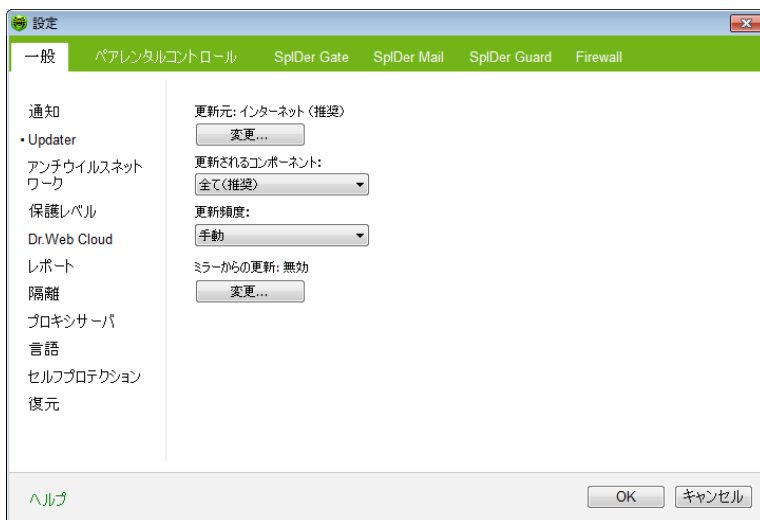 設定
一般
ペアレンタルコントロール
SpIDer Gate
SpIDer Mail
SpIDer Guard
Firewall
通知
• Updater
アンチウイルスネット
ワーク
保護レベル
Dr.Web Cloud
レポート
隔離
プロキシサーバ
言語
セルフプロテクション
復元
更新元: インターネット (推奨)
変更...
更新されるコンポーネント:
全て(推奨)
更新頻度:
手動
ミラーからの更新: 無効
変更...
ヘルプ
OK
キャンセル